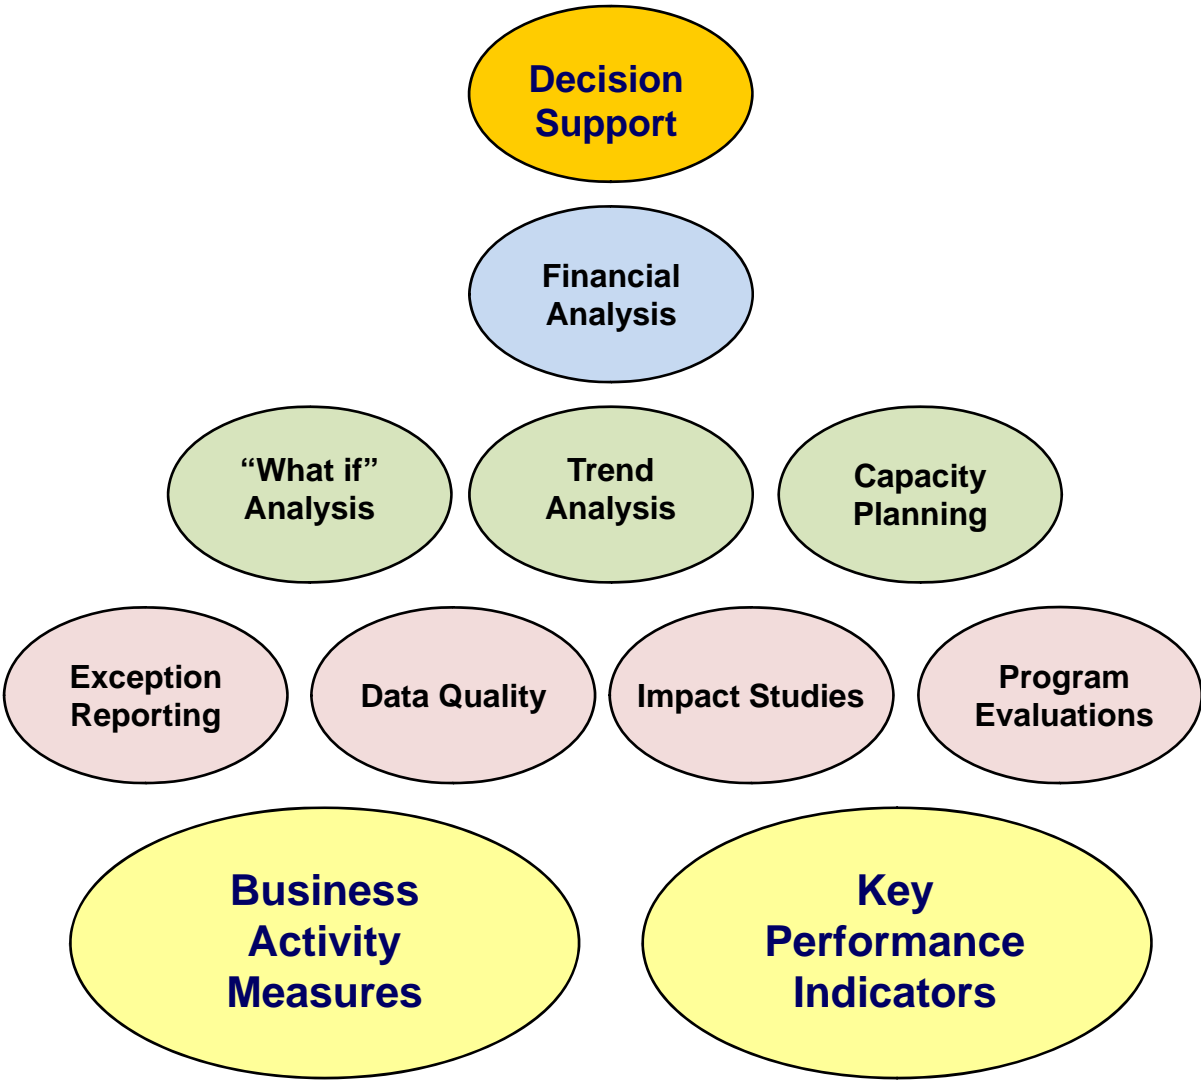 Decision
Support
Financial
Analysis
“What if”
Analysis
Trend
Analysis
Capacity
Planning
Exception
Reporting
Data Quality
Impact Studies
Program
Evaluations
Business
Activity
Measures
Key
Performance
Indicators